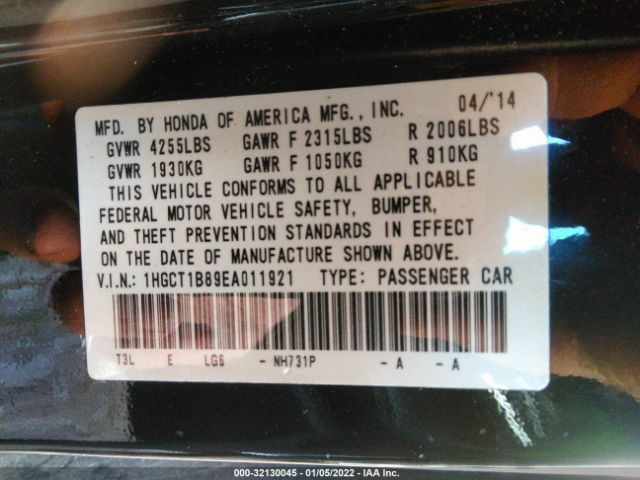 MFD. BY HONDA OF AMERICA MFG., INC. 04/'14
GVWR 4255LBS GAWR F 2315LBS R 2006LBS
GVWR 1930KG GAWR F 1050KG R 910KG
THIS VEHICLE CONFORMS TO ALL APPLICABLE
FEDERAL MOTOR VEHICLE SAFETY, BUMPER,
AND THEFT PREVENTION STANDARDS IN EFFECT
ON THE DATE OF MANUFACTURE SHOWN ABOVE.
V.I.N.: 1HGCT1B89EA011921 TYPE: PASSENGER CAR
T3L E LG6 - NH731P - A - A
000-32130045 - 01/05/2022 - IAA Inc.